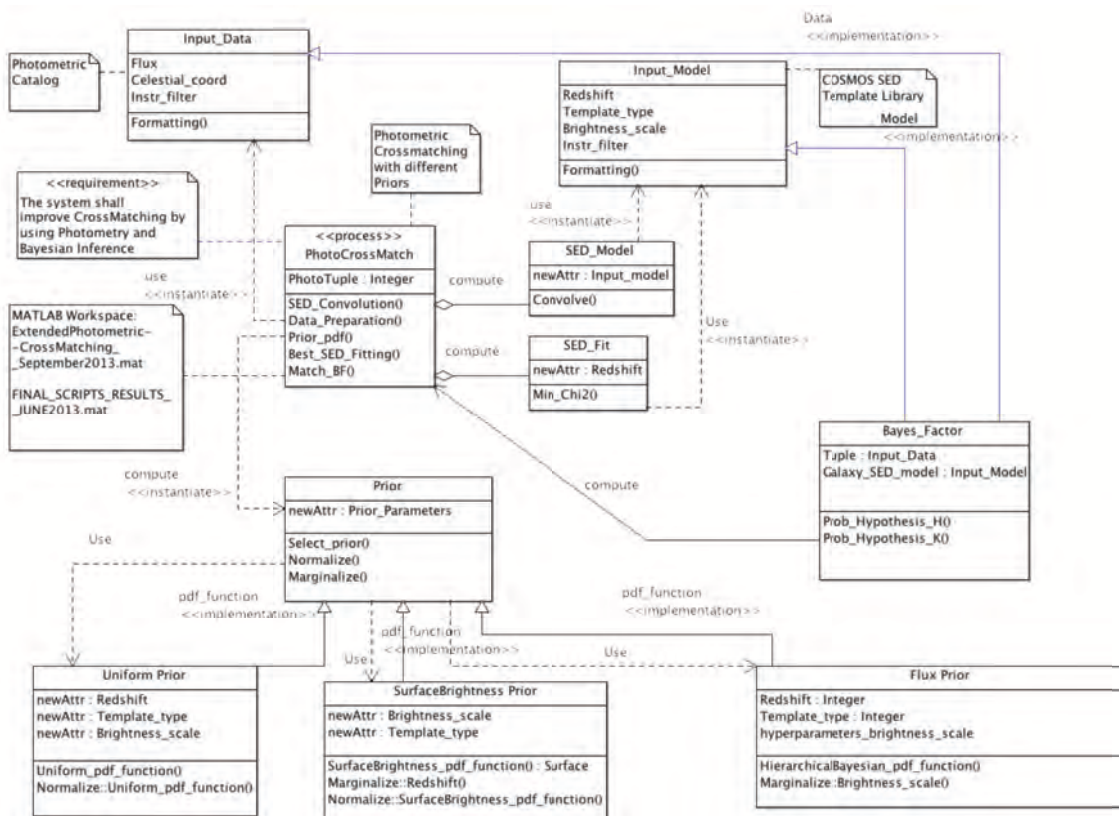 Data
<<implementation>>
Input_Data
Flux
Celestial_coord
Instr_filter
Formatting()
Photometric
Catalog
Input_Model
Redshift
Template_type
Brightness_scale
Instr_filter
Formatting()
COSMOS SED
Template Library
Model
<<implementation>>
Photometric
Crossmatching
with different
Priors
<<requirement>>
The system shall
improve CrossMatching by
using Photometry and
Bayesian Inference
use
<<instantiate>>
use
<<instantiate>>
<<process>>
PhotoCrossMatch
PhotoTuple : Integer
SED_Convolution()
Data_Preparation()
Prior_pdf()
Best_SED_Fitting()
Match_BF()
compute
SED_Model
newAttr : Input_model
Convolve()
compute
SED_Fit
newAttr : Redshift
Min_Chi2()
Use
<<instantiate>>
MATLAB Workspace:
ExtendedPhotometric-
-CrossMatching_
_September2013.mat
FINAL_SCRIPTS_RESULTS_
_JUNE2013.mat
Bayes_Factor
Tuple : Input_Data
Galaxy_SED_model : Input_Model
Prob_Hypothesis_H()
Prob_Hypothesis_K()
compute
compute
<<instantiate>>
Prior
newAttr : Prior_Parameters
Select_prior()
Normalize()
Marginalize()
Use
pdf_function
<<implementation>>
pdf_function
<<implementation>>
pdf_function
<<implementation>>
Use
Use
Uniform Prior
newAttr : Redshift
newAttr : Template_type
newAttr : Brightness_scale
Uniform_pdf_function()
Normalize::Uniform_pdf_function()
SurfaceBrightness Prior
newAttr : Brightness_scale
newAttr : Template_type
SurfaceBrightness_pdf_function() : Surface
Marginalize::Redshift()
Normalize::SurfaceBrightness_pdf_function()
Flux Prior
Redshift : Integer
Template_type : Integer
hyperparameters_brightness_scale
HierarchicalBayesian_pdf_function()
Marginalize::Brightness_scale()